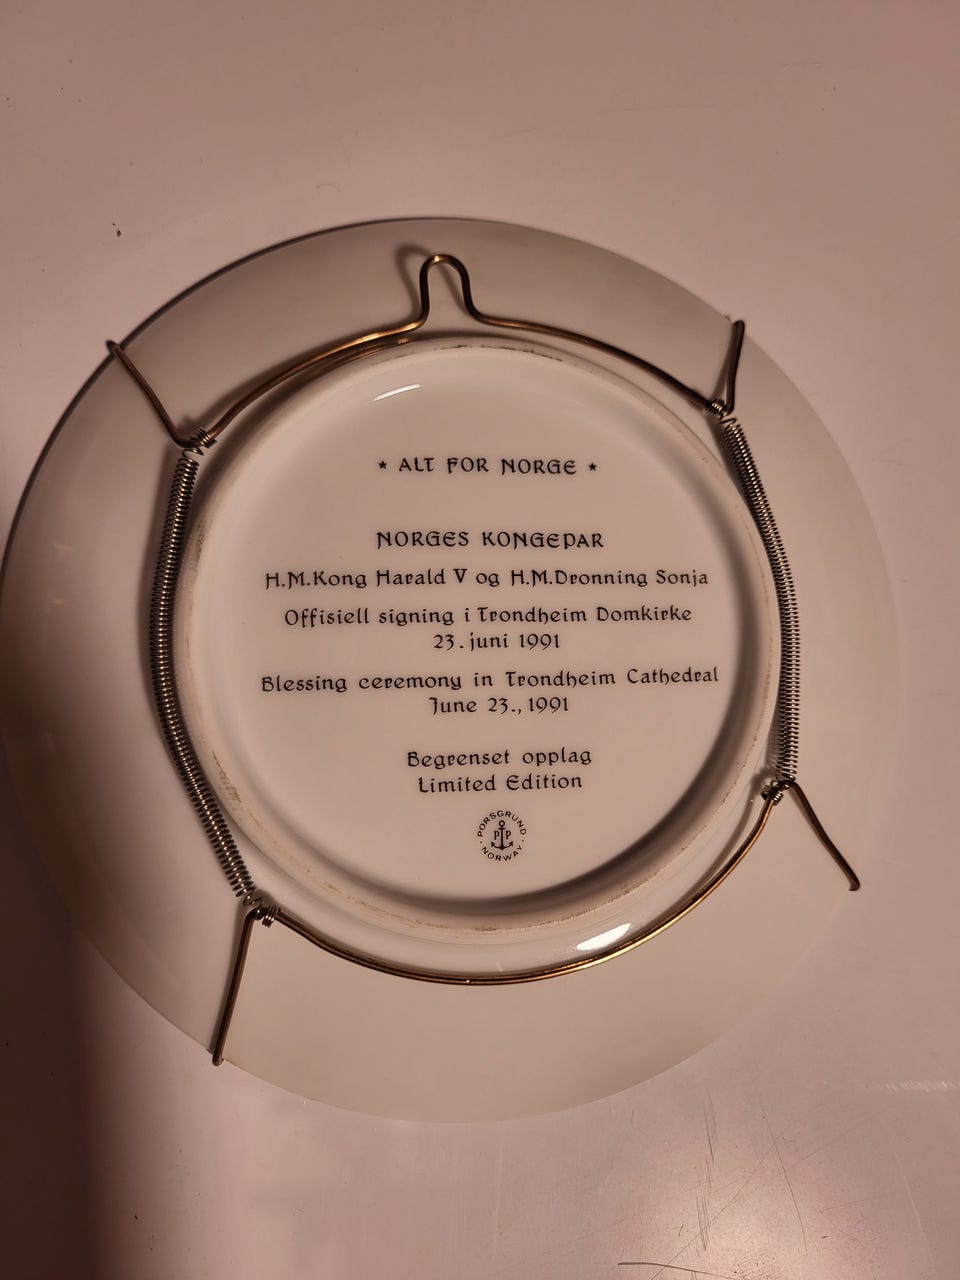 ★ ALT FOR NORGE ★
NORGES KONGEPAR
H.M.Kong Harald V og H.M.Dronning Sonja
Offisiell signing i Trondheim Domkirke
23. juni 1991
Blessing ceremony in Trondheim Cathedral
June 23., 1991
Begrenset opplag
Limited Edition
PORSGRUND
P P
NORWAY